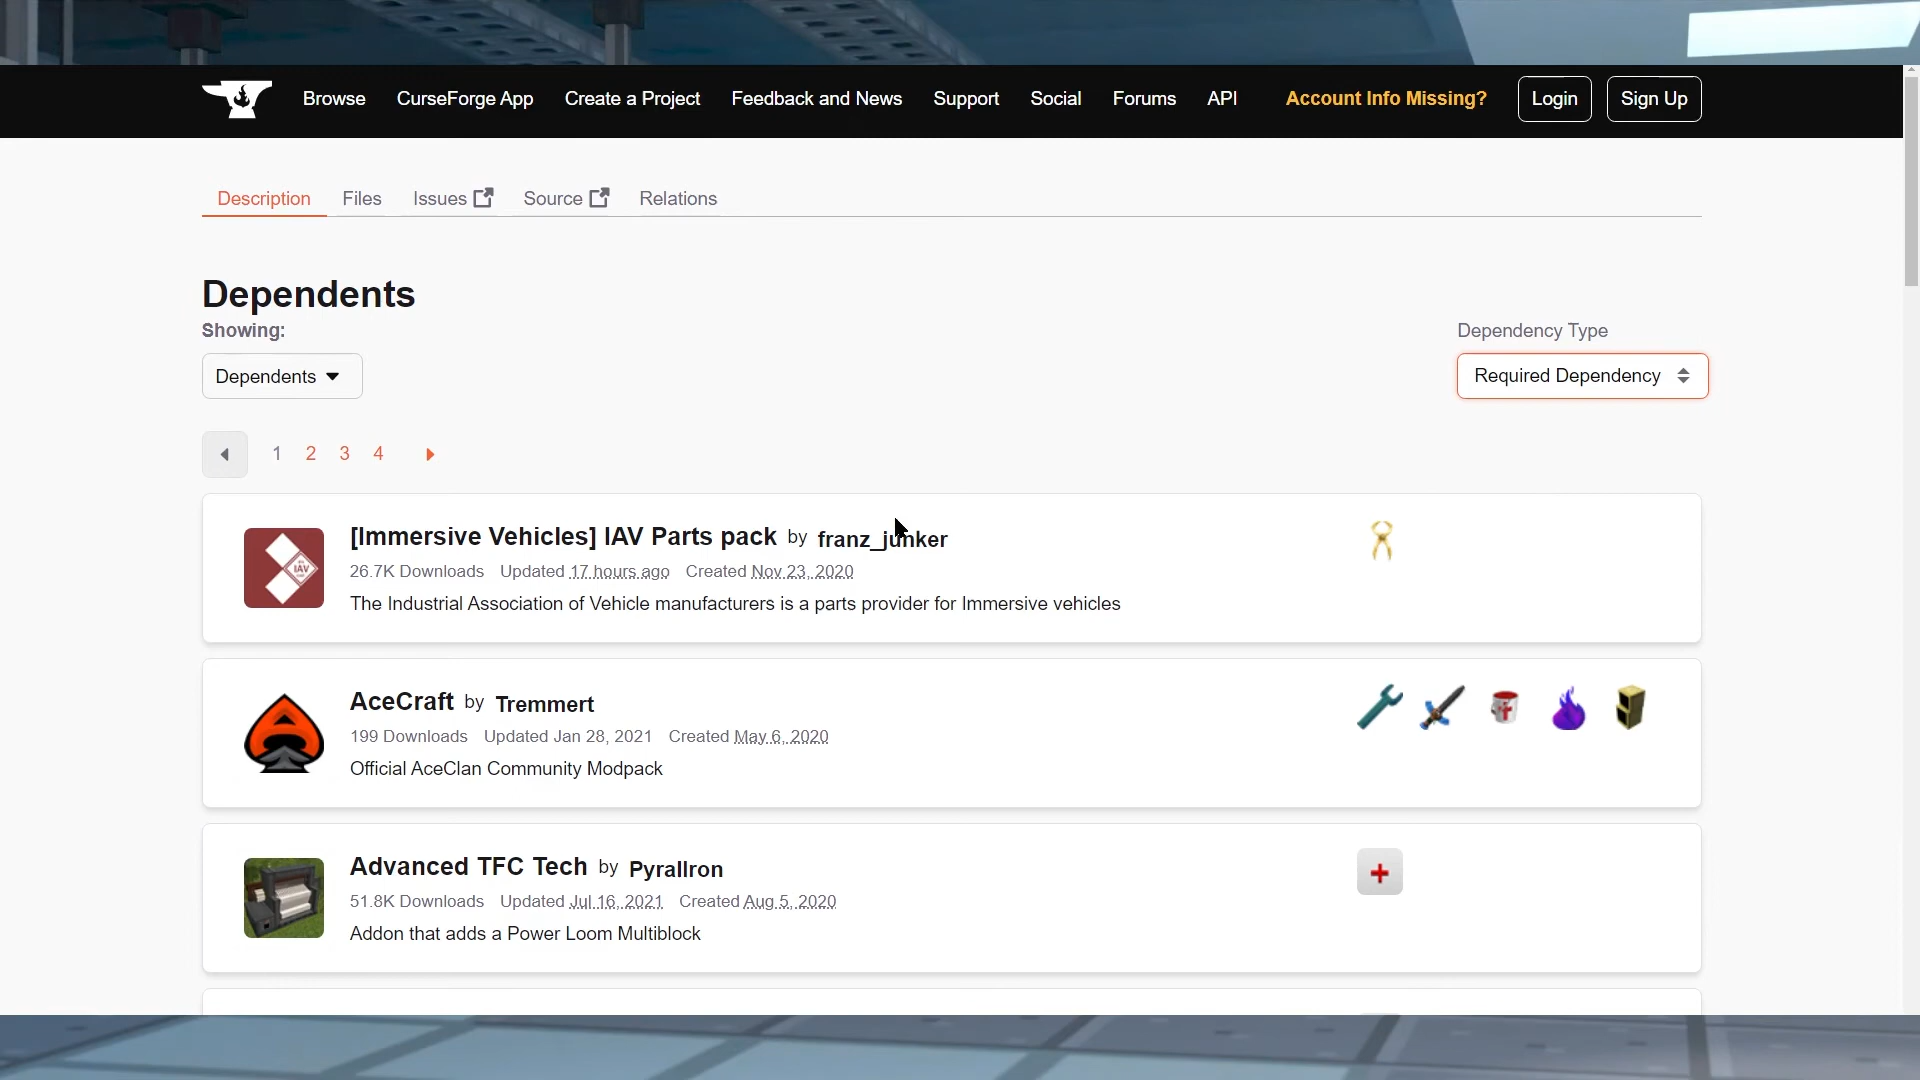 Browse CurseForge App Create a Project Feedback and News Support Social Forums API Account Info Missing? Login Sign Up
Description Files Issues Source Relations
Dependents
Showing:
Dependency Type
Dependents
Required Dependency
1 2 3 4
[Immersive Vehicles] IAV Parts pack by franz_junker
26.7K Downloads Updated 17 hours ago Created Nov 23, 2020
IAV
The Industrial Association of Vehicle manufacturers is a parts provider for Immersive vehicles
AceCraft by Tremmert
199 Downloads Updated Jan 28, 2021 Created May 6, 2020
Official AceClan Community Modpack
Advanced TFC Tech by PyralIron
51.8K Downloads Updated Jul 16, 2021 Created Aug 5, 2020
Addon that adds a Power Loom Multiblock